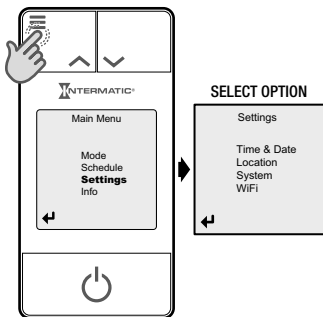 INTERMATIC®
Main Menu
Mode
Schedule
Settings
Info
SELECT OPTION
Settings
Time & Date
Location
System
WiFi